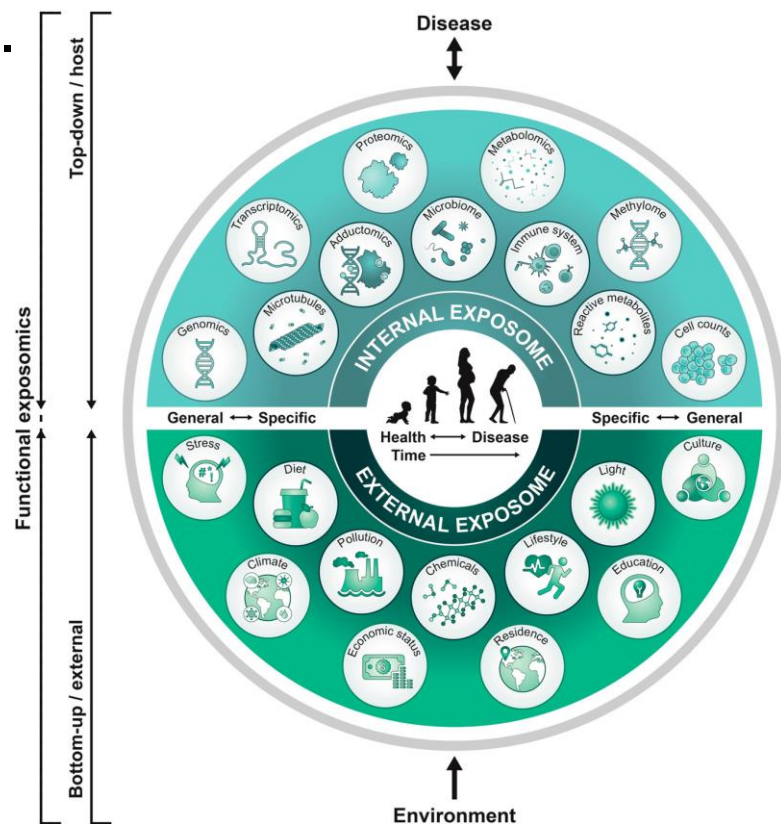 Disease
Functional exposomics
Top-down / host
Bottom-up / external
Proteomics
Metabolomics
Transcriptomics
Adductomics
Microbiome
Immune system
Methylome
Genomics
Microtubules
Reactive metabolites
Cell counts
INTERNAL EXPOSOME
General Specific
Health Disease
Time
Specific General
EXTERNAL EXPOSOME
Stress
Diet
Light
Culture
Climate
Pollution
Chemicals
Lifestyle
Education
Economic status
Residence
Environment